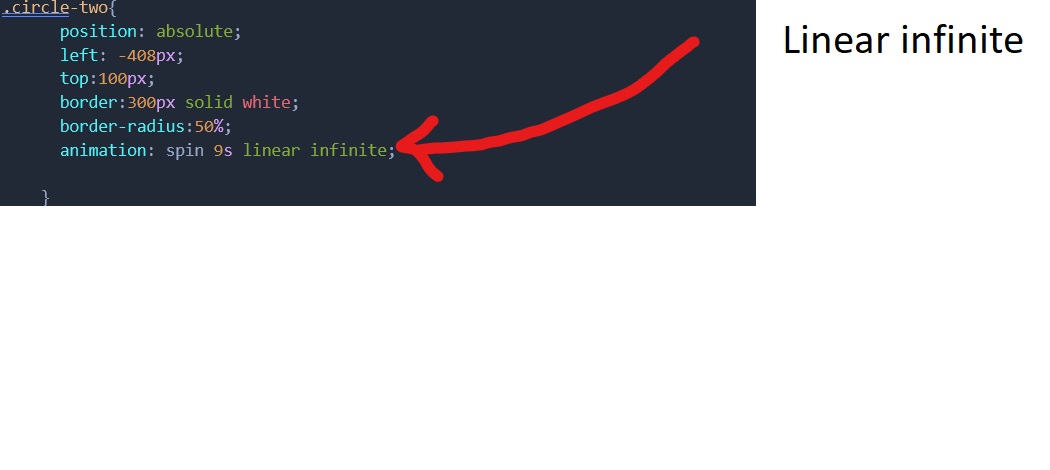 .circle-two{
position: absolute;
left: -408px;
top:100px;
border:300px solid white;
border-radius:50%;
animation: spin 9s linear infinite;
}
Linear infinite